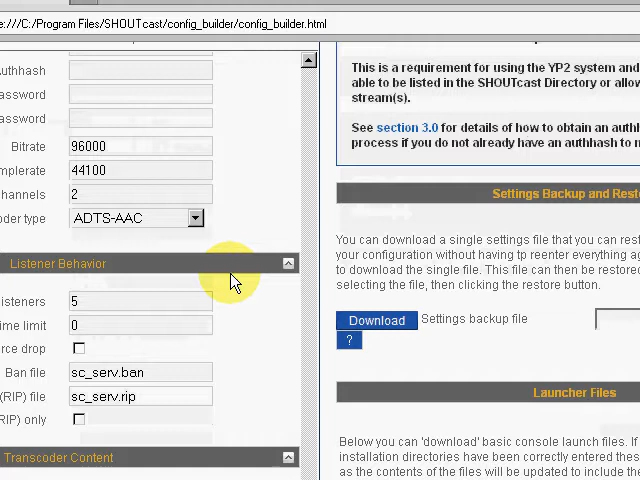 e:///C:/Program Files/SHOUTcast/config_builder/config_builder.html
Authhash
assword
assword
Bitrate 96000
mplerate 44100
hannels 2
oder type ADTS-AAC
Listener Behavior
isteners 5
ime limit 0
rce drop
Ban file sc_serv.ban
(RIP) file sc_serv.rip
(RIP) only
Transcoder Content
This is a requirement for using the YP2 system and
able to be listed in the SHOUTcast Directory or allow
stream(s).
See section 3.0 for details of how to obtain an auth
process if you do not already have an authhash to m
Settings Backup and Rest
You can download a single settings file that you can rest
your configuration without having tp reenter everything ag
to download the single file. This file can then be restored
selecting the file, then clicking the restore button.
Download Settings backup file
?
Launcher Files
Below you can 'download' basic console launch files. If
installation directories have been correctly entered these
as the contents of the files will be updated to include the